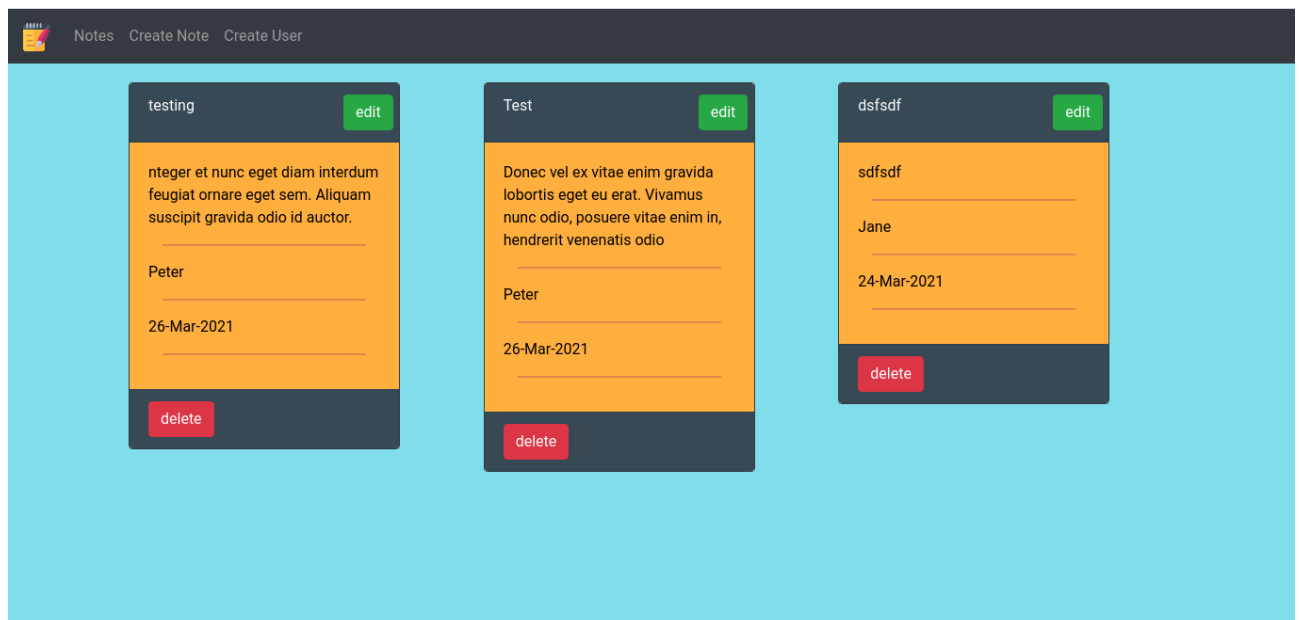 Notes Create Note Create User
testing
edit
nteger et nunc eget diam interdum
feugiat ornare eget sem. Aliquam
suscipit gravida odio id auctor.
Peter
26-Mar-2021
delete
Test
edit
Donec vel ex vitae enim gravida
lobortis eget eu erat. Vivamus
nunc odio, posuere vitae enim in,
hendrerit venenatis odio
Peter
26-Mar-2021
delete
dsfsdf
edit
sdfsdf
Jane
24-Mar-2021
delete